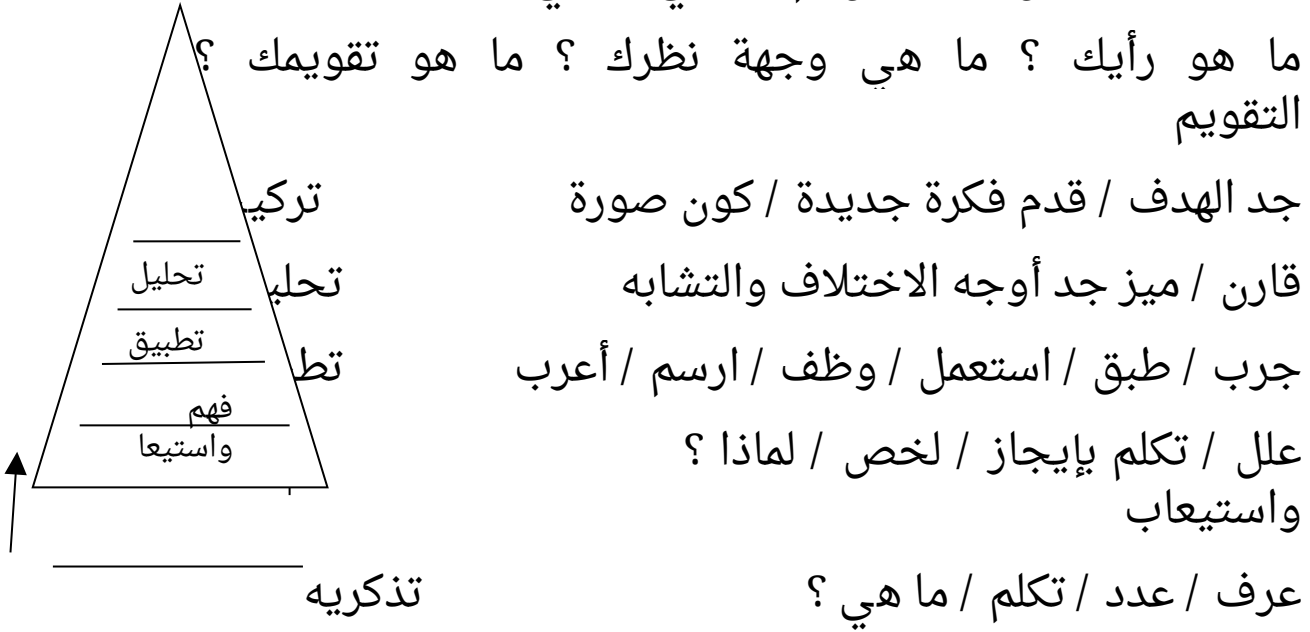 ما هو رأيك ؟ ما هي وجهة نظرك ؟ ما هو تقويمك ؟
التقويم
جد الهدف / قدم فكرة جديدة / كون صورة
قارن / ميز جد أوجه الاختلاف والتشابه
تحليل
جرب / طبق / استعمل / وظف / ارسم / أعرب
تطبيق
علل / تكلم بإيجاز / لخص / لماذا ؟
واستيعاب
فهم
واستيعا
عرف / عدد / تكلم / ما هي ؟ تذكريه